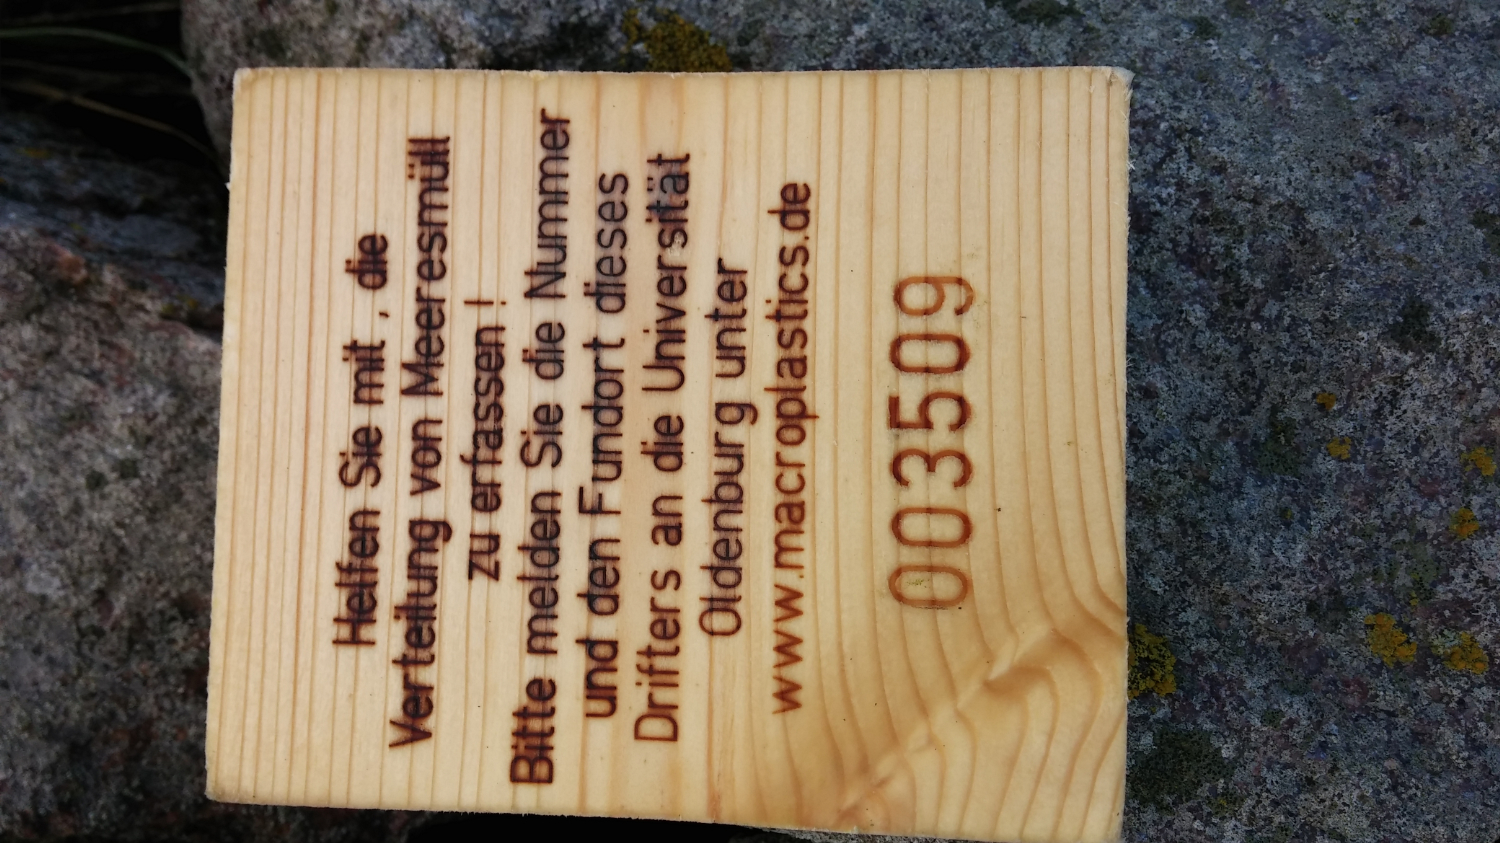 Helfen Sie mit , die
Verteilung von Meeresmüll
zu erfassen !
Bitte melden Sie die Nummer
und den Fundort dieses
Drifters an die Universität
Oldenburg unter
www.macroplastics.de
003509